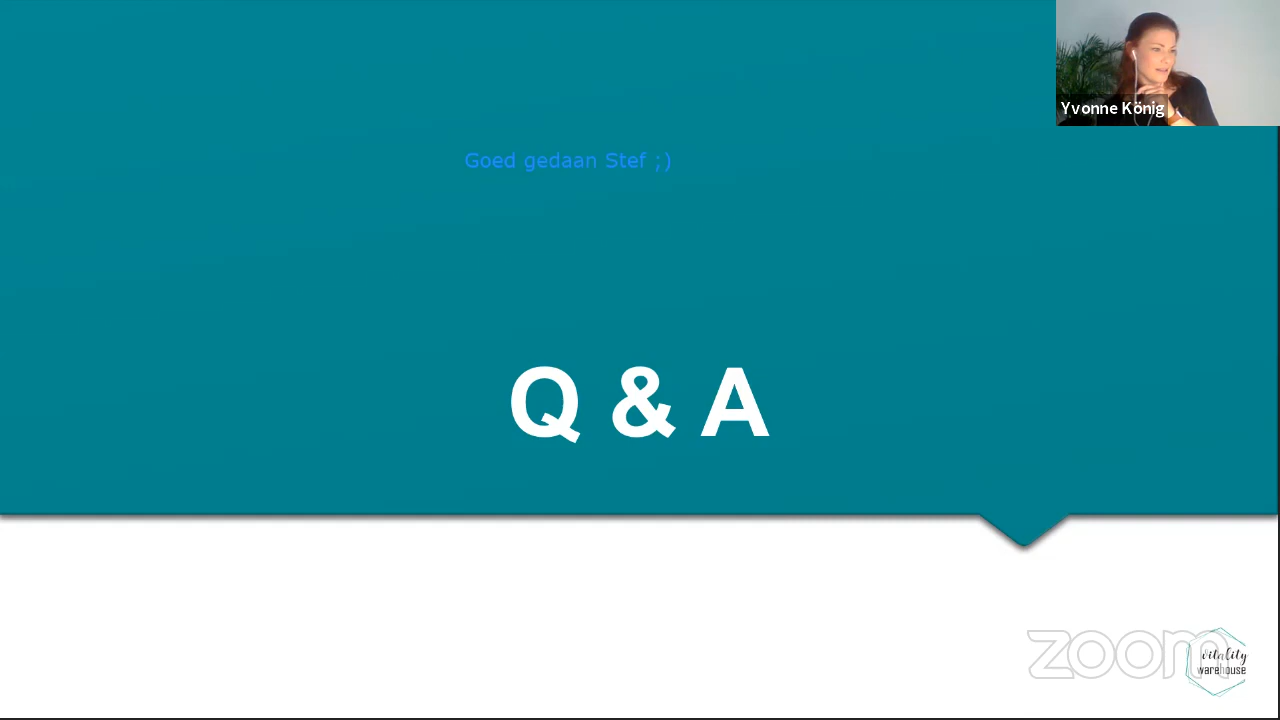 Yvonne König
Goed gedaan Stef ;)
Q & A
zoom
vitality
warehouse